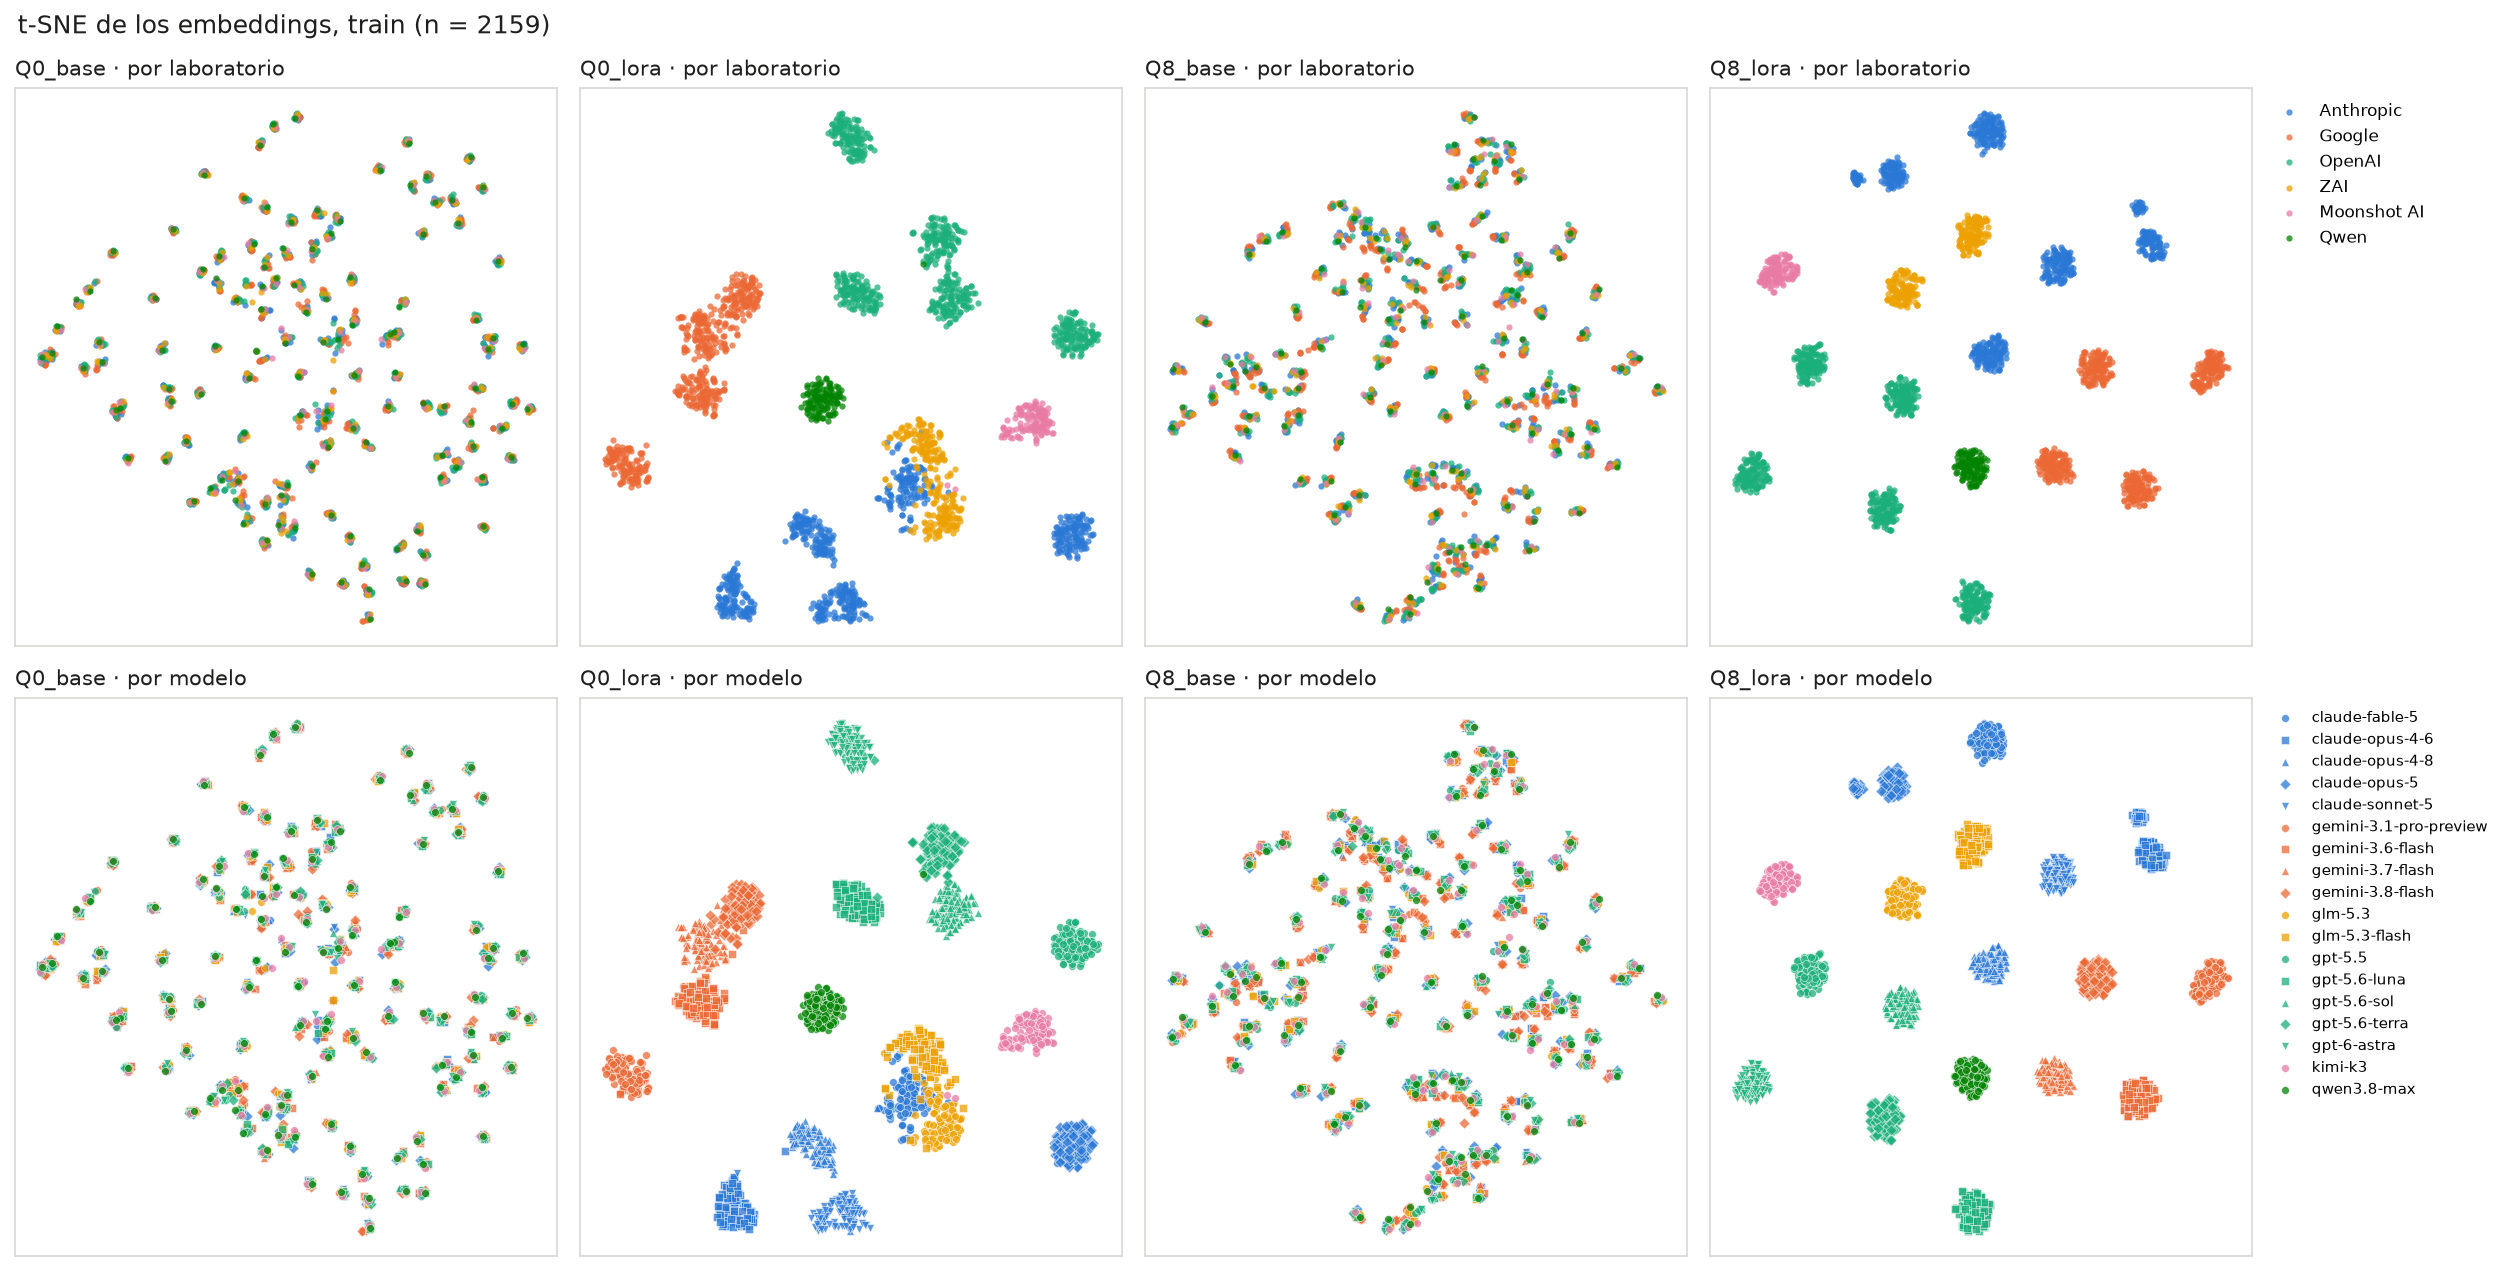 t-SNE de los embeddings, train (n = 2159)
Q0_base · por laboratorio
Q0_lora · por laboratorio
Q8_base · por laboratorio
Q8_lora · por laboratorio
Anthropic
Google
OpenAI
ZAI
Moonshot AI
Qwen
Q0_base · por modelo
Q0_lora · por modelo
Q8_base · por modelo
Q8_lora · por modelo
claude-fable-5
claude-opus-4-6
claude-opus-4-8
claude-opus-5
claude-sonnet-5
gemini-3.1-pro-preview
gemini-3.6-flash
gemini-3.7-flash
gemini-3.8-flash
glm-5.3
glm-5.3-flash
gpt-5.5
gpt-5.6-luna
gpt-5.6-sol
gpt-5.6-terra
gpt-6-astra
kimi-k3
qwen3.8-max